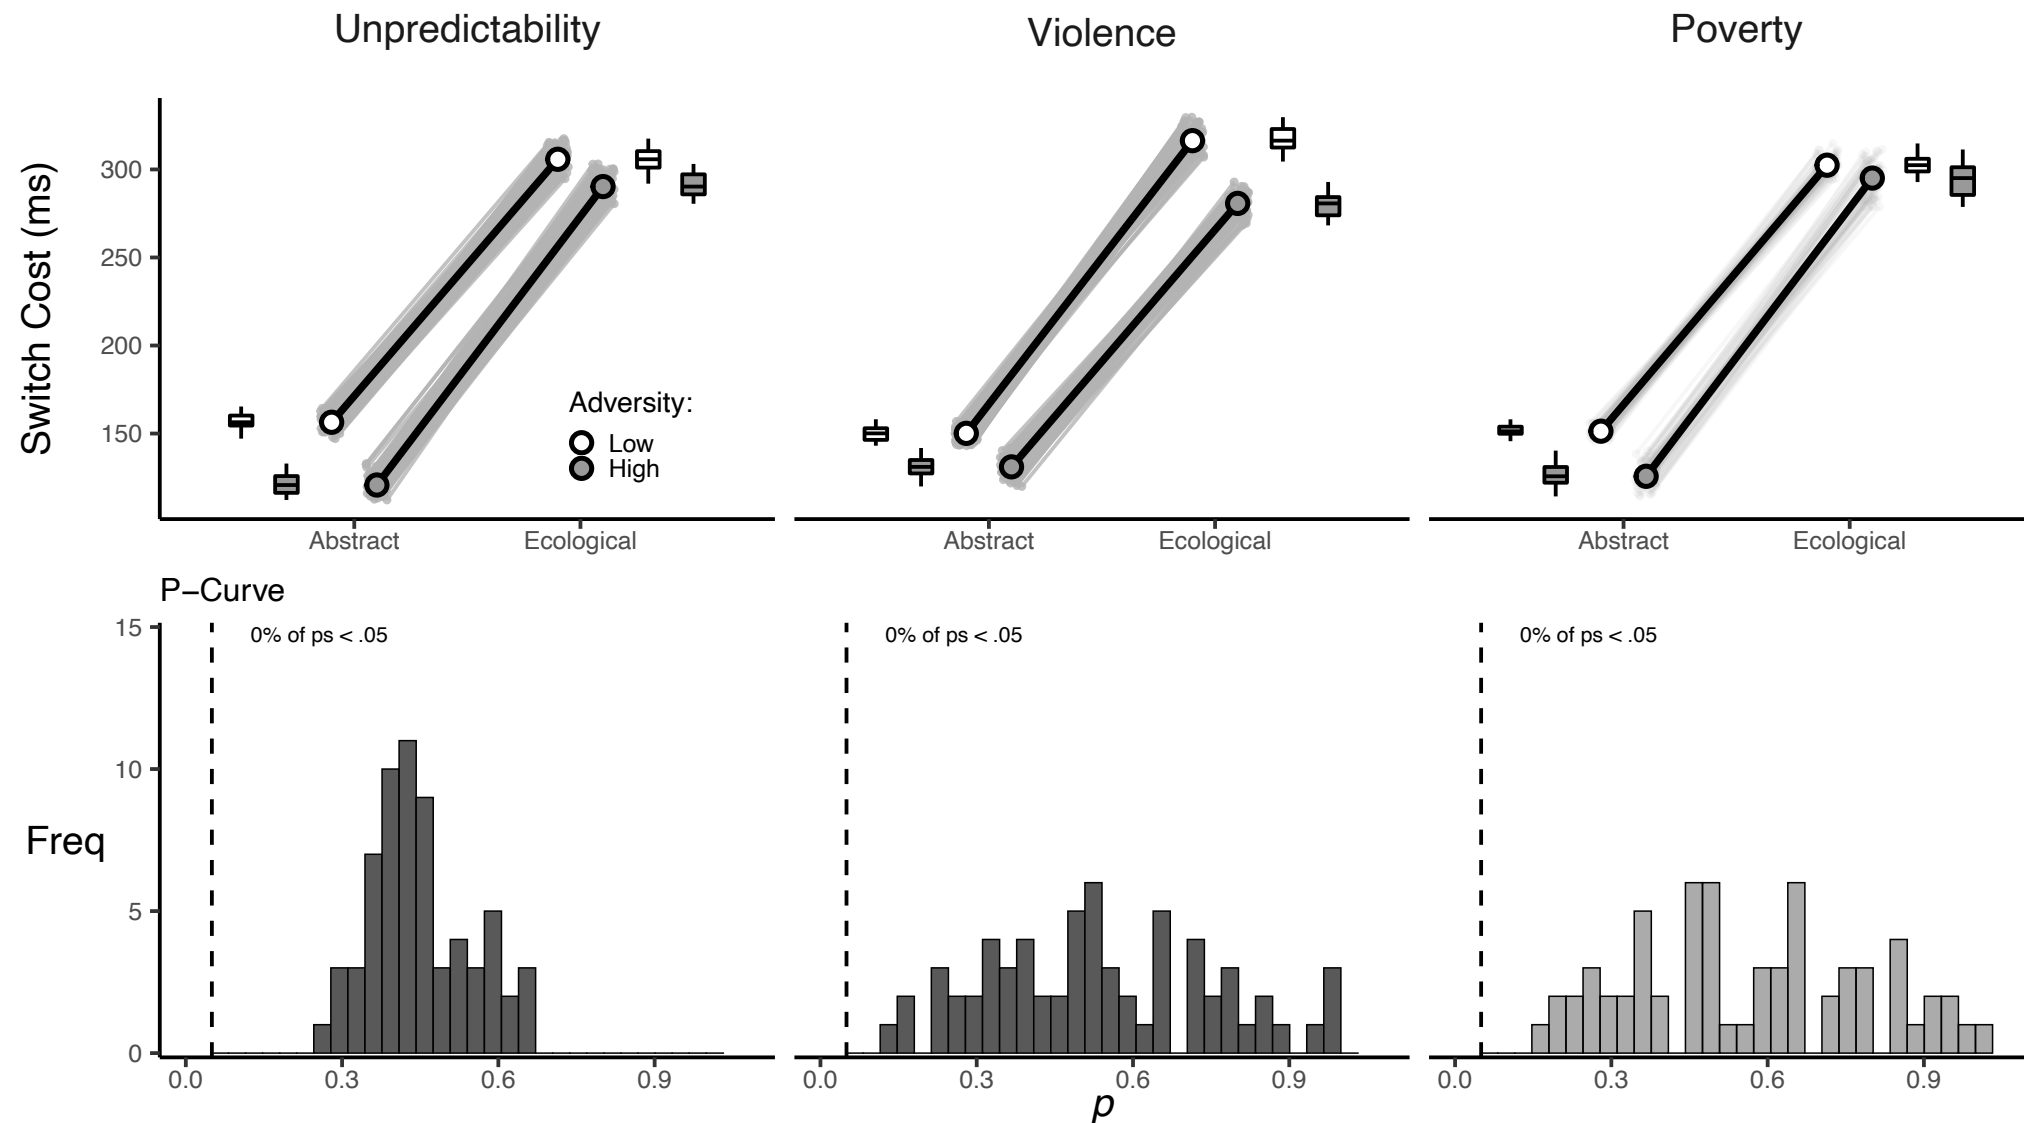 Unpredictability Violence Poverty
Switch Cost (ms)
300
250
200
150
Adversity:
Low
High
Abstract Ecological Abstract Ecological Abstract Ecological
P−Curve
15
10
5
0
0% of ps < .05 0% of ps < .05 0% of ps < .05
Freq
0.0 0.3 0.6 0.9 0.0 0.3 0.6 0.9 0.0 0.3 0.6 0.9
p